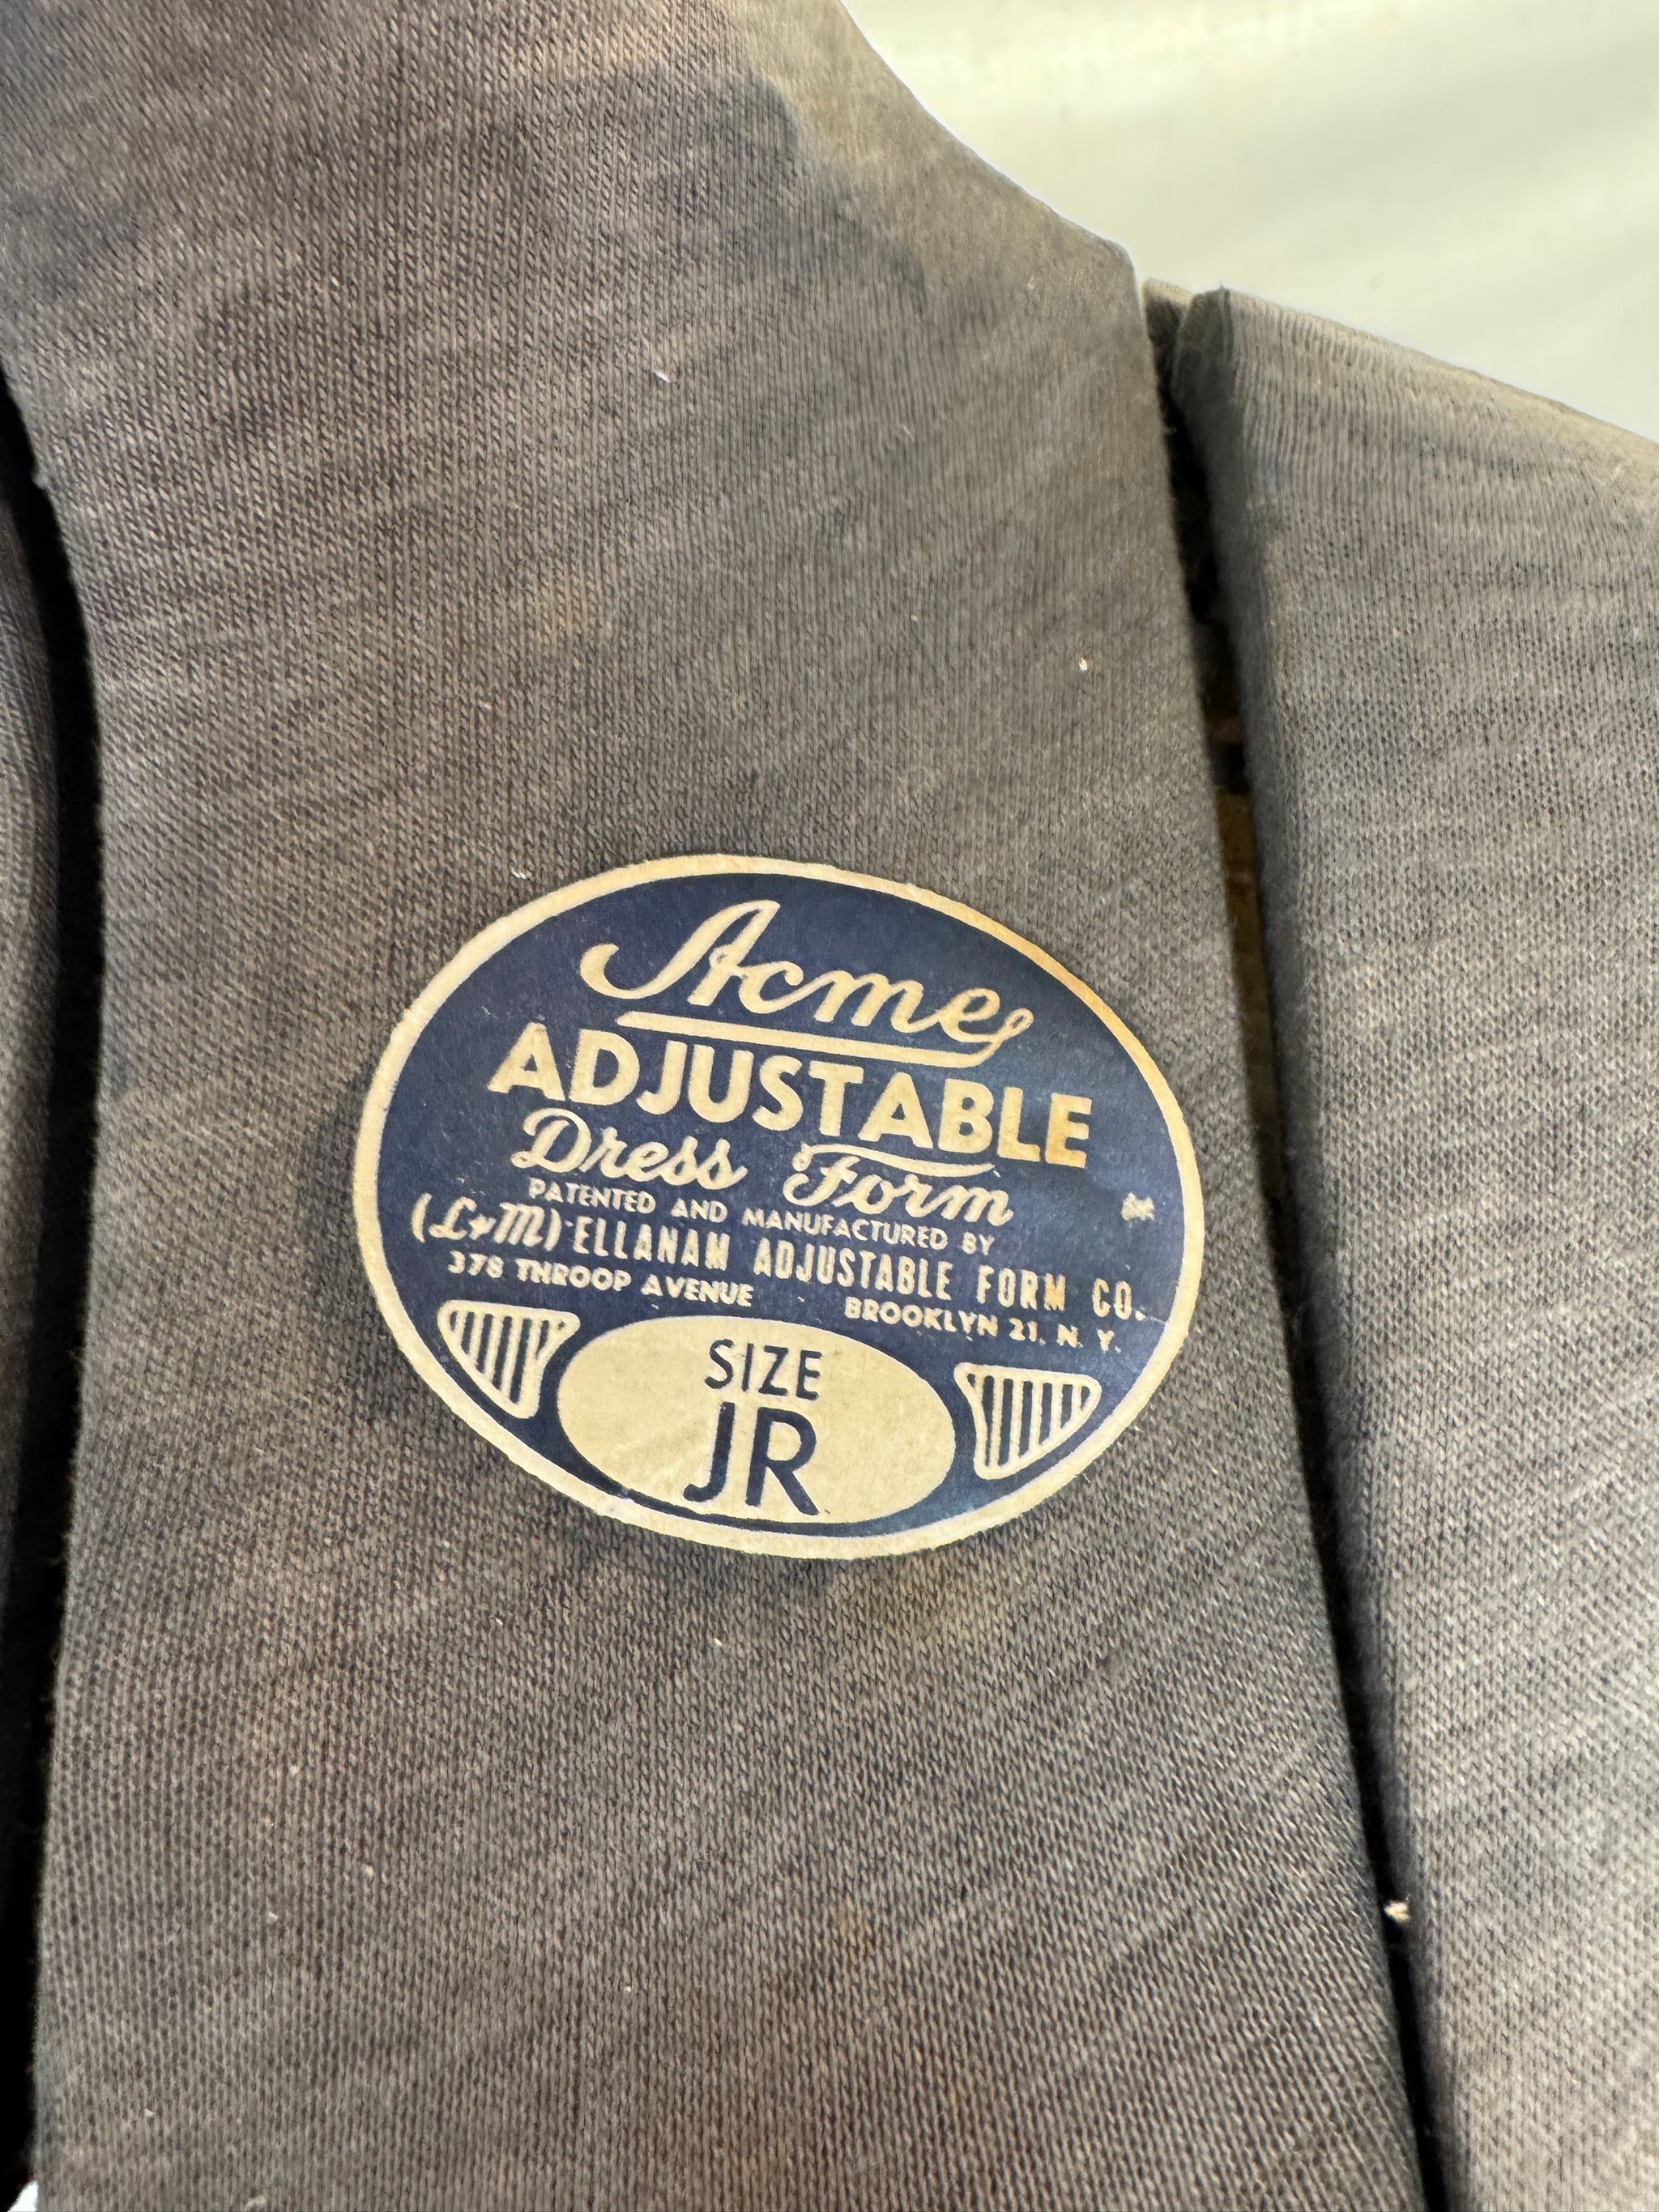 Acme
ADJUSTABLE
Dress Form
PATENTED AND MANUFACTURED BY
(L&M) ELLANAM ADJUSTABLE FORM CO.
378 THROOP AVENUE BROOKLYN 21, N. Y.
SIZE
JR